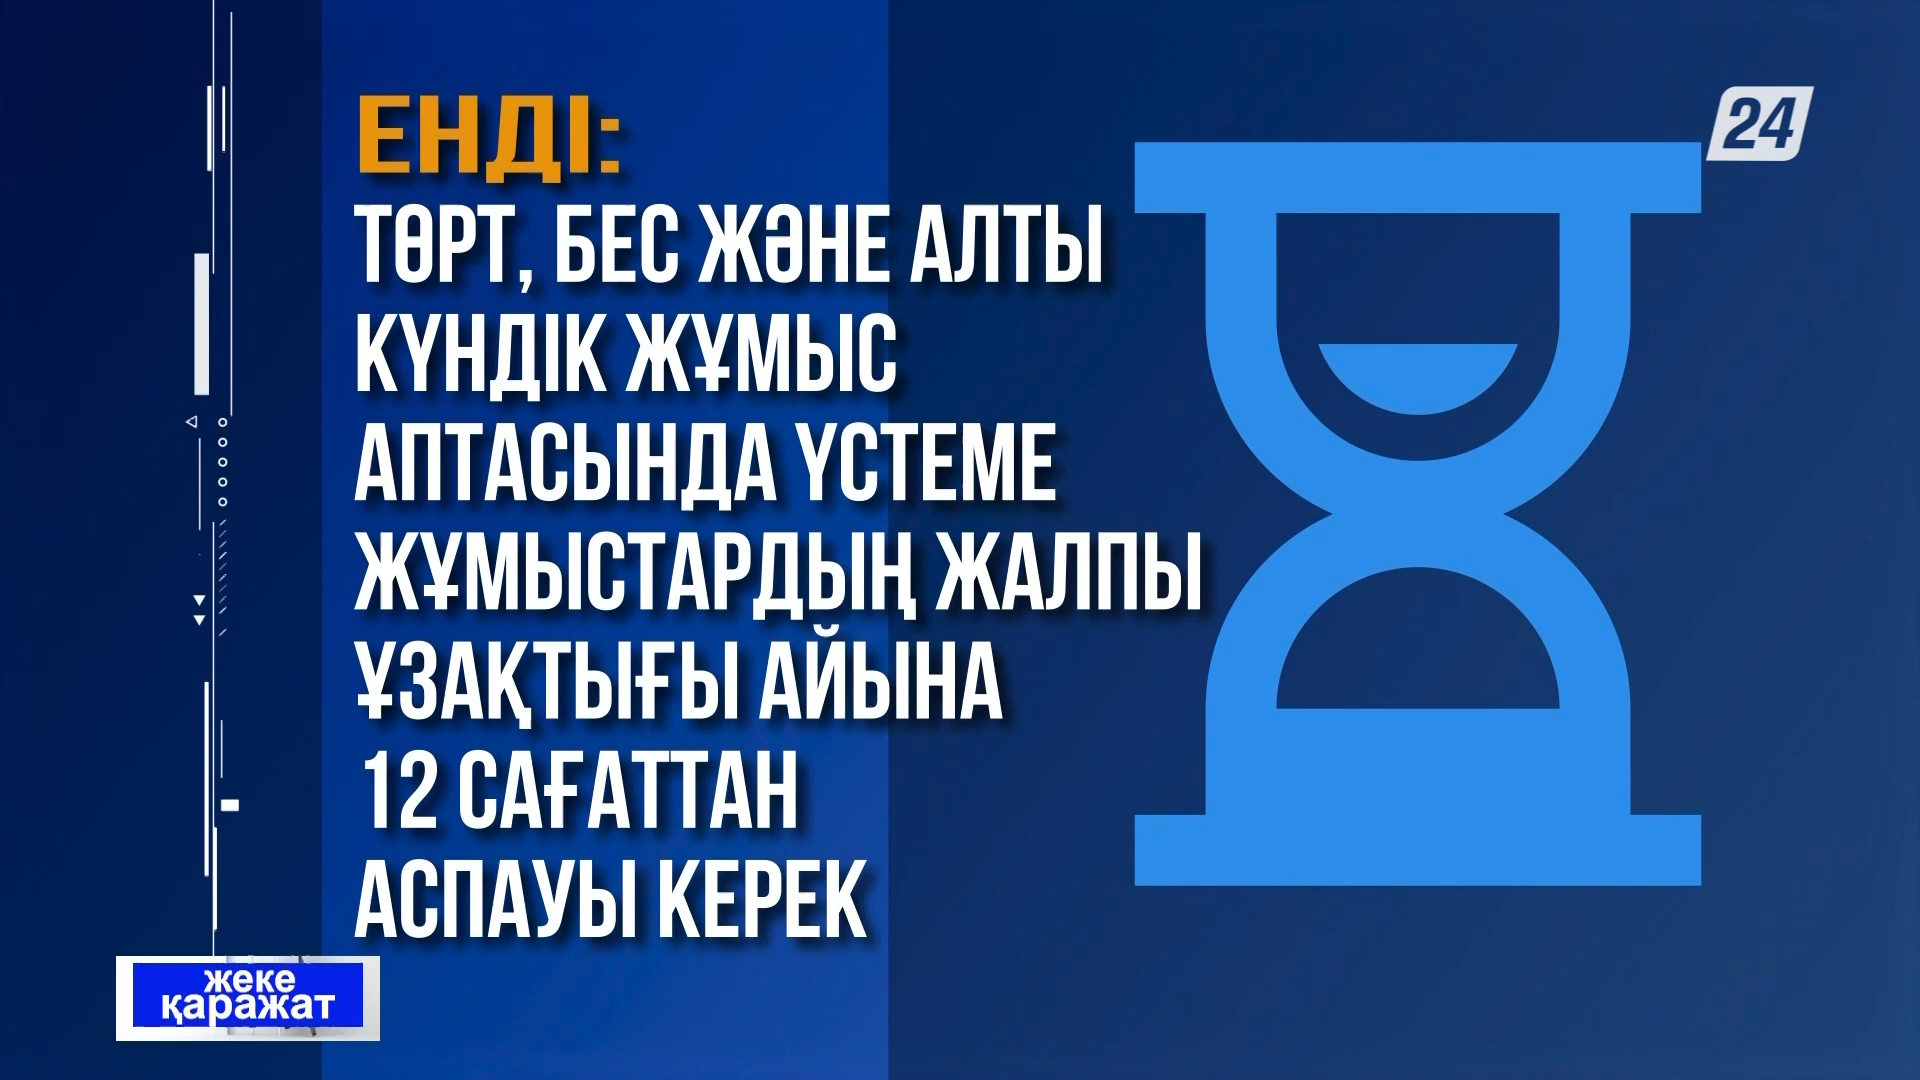 24
ЕНДІ:
ТӨРТ, БЕС ЖӘНЕ АЛТЫ
КҮНДІК ЖҰМЫС
АПТАСЫНДА ҮСТЕМЕ
ЖҰМЫСТАРДЫҢ ЖАЛПЫ
ҰЗАҚТЫҒЫ АЙЫНА
12 САҒАТТАН
АСПАУЫ КЕРЕК
жеке
қаражат